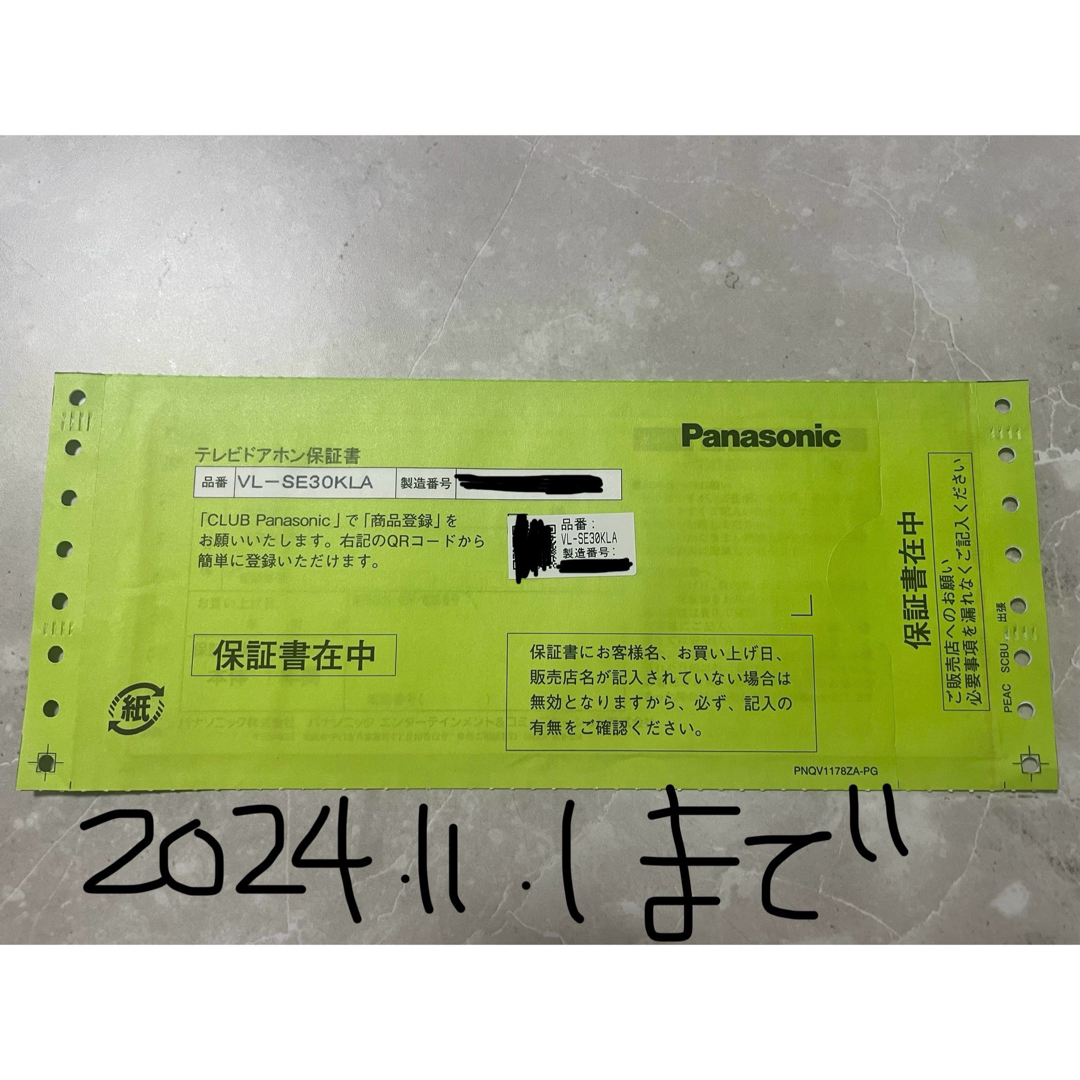 Panasonic
テレビドアホン保証書
品番 VL-SE30KLA 製造番号
「CLUB Panasonic」で「商品登録」を
お願いいたします。右記のQRコードから
簡単に登録いただけます。
品番:
VL-SE30KLA
製造番号:
保証書在中
保証書にお客様名、お買い上げ日、
販売店名が記入されていない場合は
無効となりますから、必ず、記入の
有無をご確認ください。
紙
PNQV1178ZA-PG
保証書在中
ご販売店へのお願い
必要事項を漏れなくご記入ください
PEAC SCBU 出張
2024.11.1まで